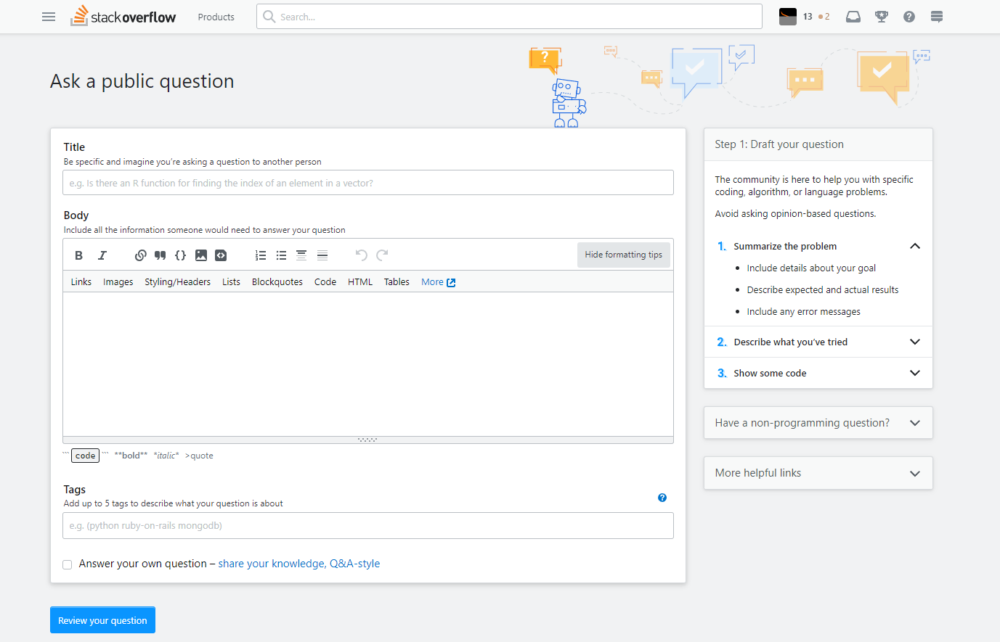 stackoverflow
Products
Search...
13
2
Ask a public question
Title
Be specific and imagine you're asking a question to another person
e.g. Is there an R function for finding the index of an element in a vector?
Body
Include all the information someone would need to answer your question
B I
Hide formatting tips
Links Images Styling/Headers Lists Blockquotes Code HTML Tables More
``` code ``` **bold** *italic* >quote
Tags
Add up to 5 tags to describe what your question is about
e.g. (python ruby-on-rails mongodb)
Answer your own question – share your knowledge, Q&A-style
Review your question
Step 1: Draft your question
The community is here to help you with specific
coding, algorithm, or language problems.
Avoid asking opinion-based questions.
1. Summarize the problem
Include details about your goal
Describe expected and actual results
Include any error messages
2. Describe what you've tried
3. Show some code
Have a non-programming question?
More helpful links